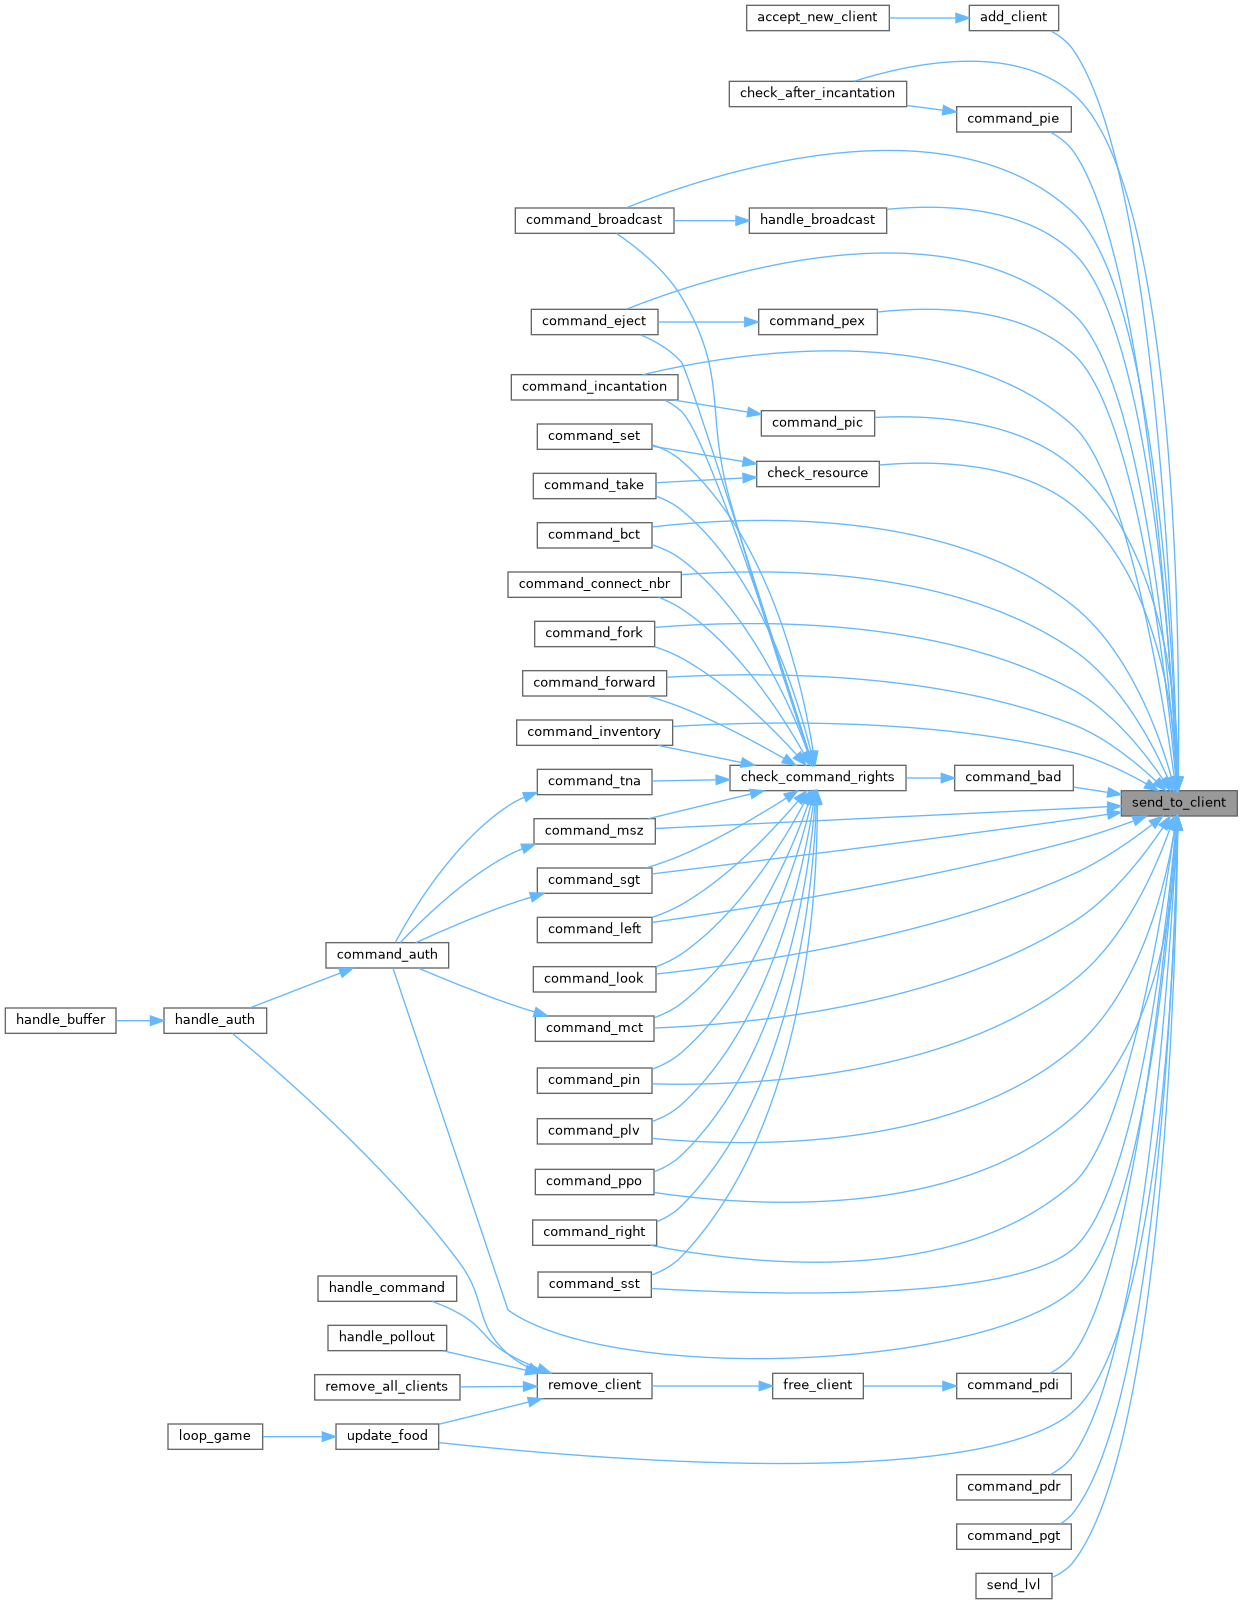 accept_new_client
add_client
check_after_incantation
command_pie
command_broadcast
handle_broadcast
command_eject
command_pex
command_incantation
command_pic
command_set
check_resource
command_take
command_bct
command_connect_nbr
command_fork
command_forward
command_inventory
command_tna
check_command_rights
command_bad
send_to_client
command_msz
command_sgt
command_left
command_auth
command_look
handle_buffer
handle_auth
command_mct
command_pin
command_plv
command_ppo
command_right
command_sst
handle_command
handle_pollout
remove_all_clients
remove_client
free_client
command_pdi
loop_game
update_food
command_pdr
command_pgt
send_lvl